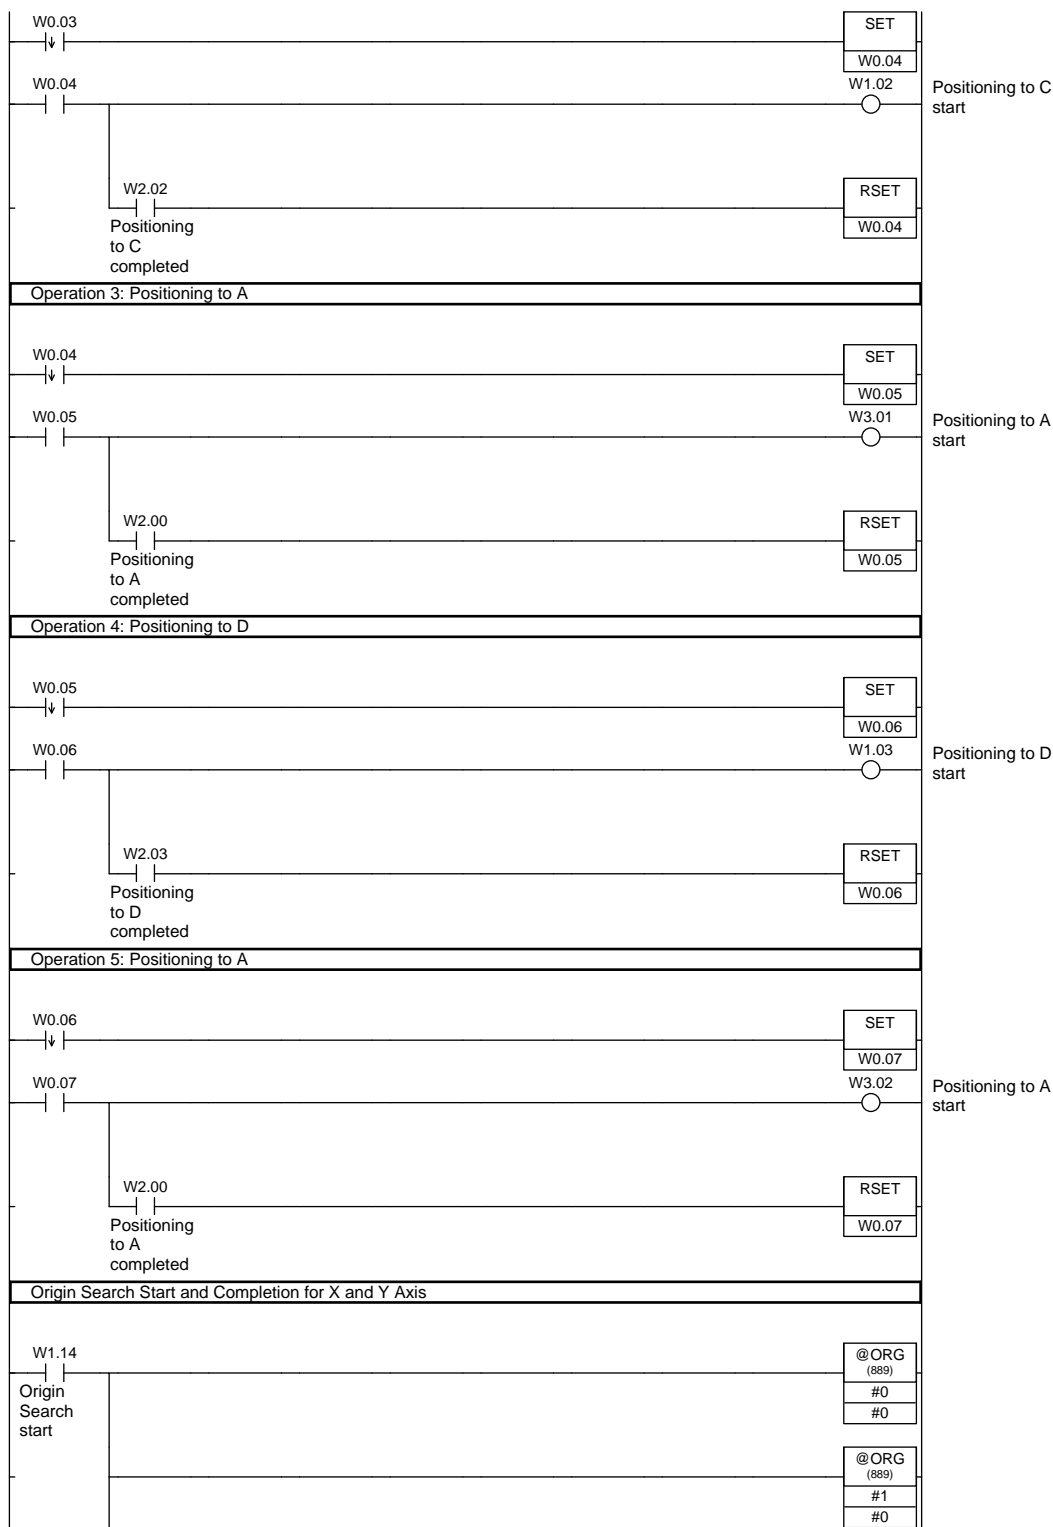 W0.03
SET
W0.04
W0.04
W1.02
Positioning to C
start
W2.02
Positioning
to C
completed
RSET
W0.04
Operation 3: Positioning to A
W0.04
SET
W0.05
W0.05
W3.01
Positioning to A
start
W2.00
Positioning
to A
completed
RSET
W0.05
Operation 4: Positioning to D
W0.05
SET
W0.06
W0.06
W1.03
Positioning to D
start
W2.03
Positioning
to D
completed
RSET
W0.06
Operation 5: Positioning to A
W0.06
SET
W0.07
W0.07
W3.02
Positioning to A
start
W2.00
Positioning
to A
completed
RSET
W0.07
Origin Search Start and Completion for X and Y Axis
W1.14
Origin
Search
start
@ORG
(889)
#0
#0
@ORG
(889)
#1
#0